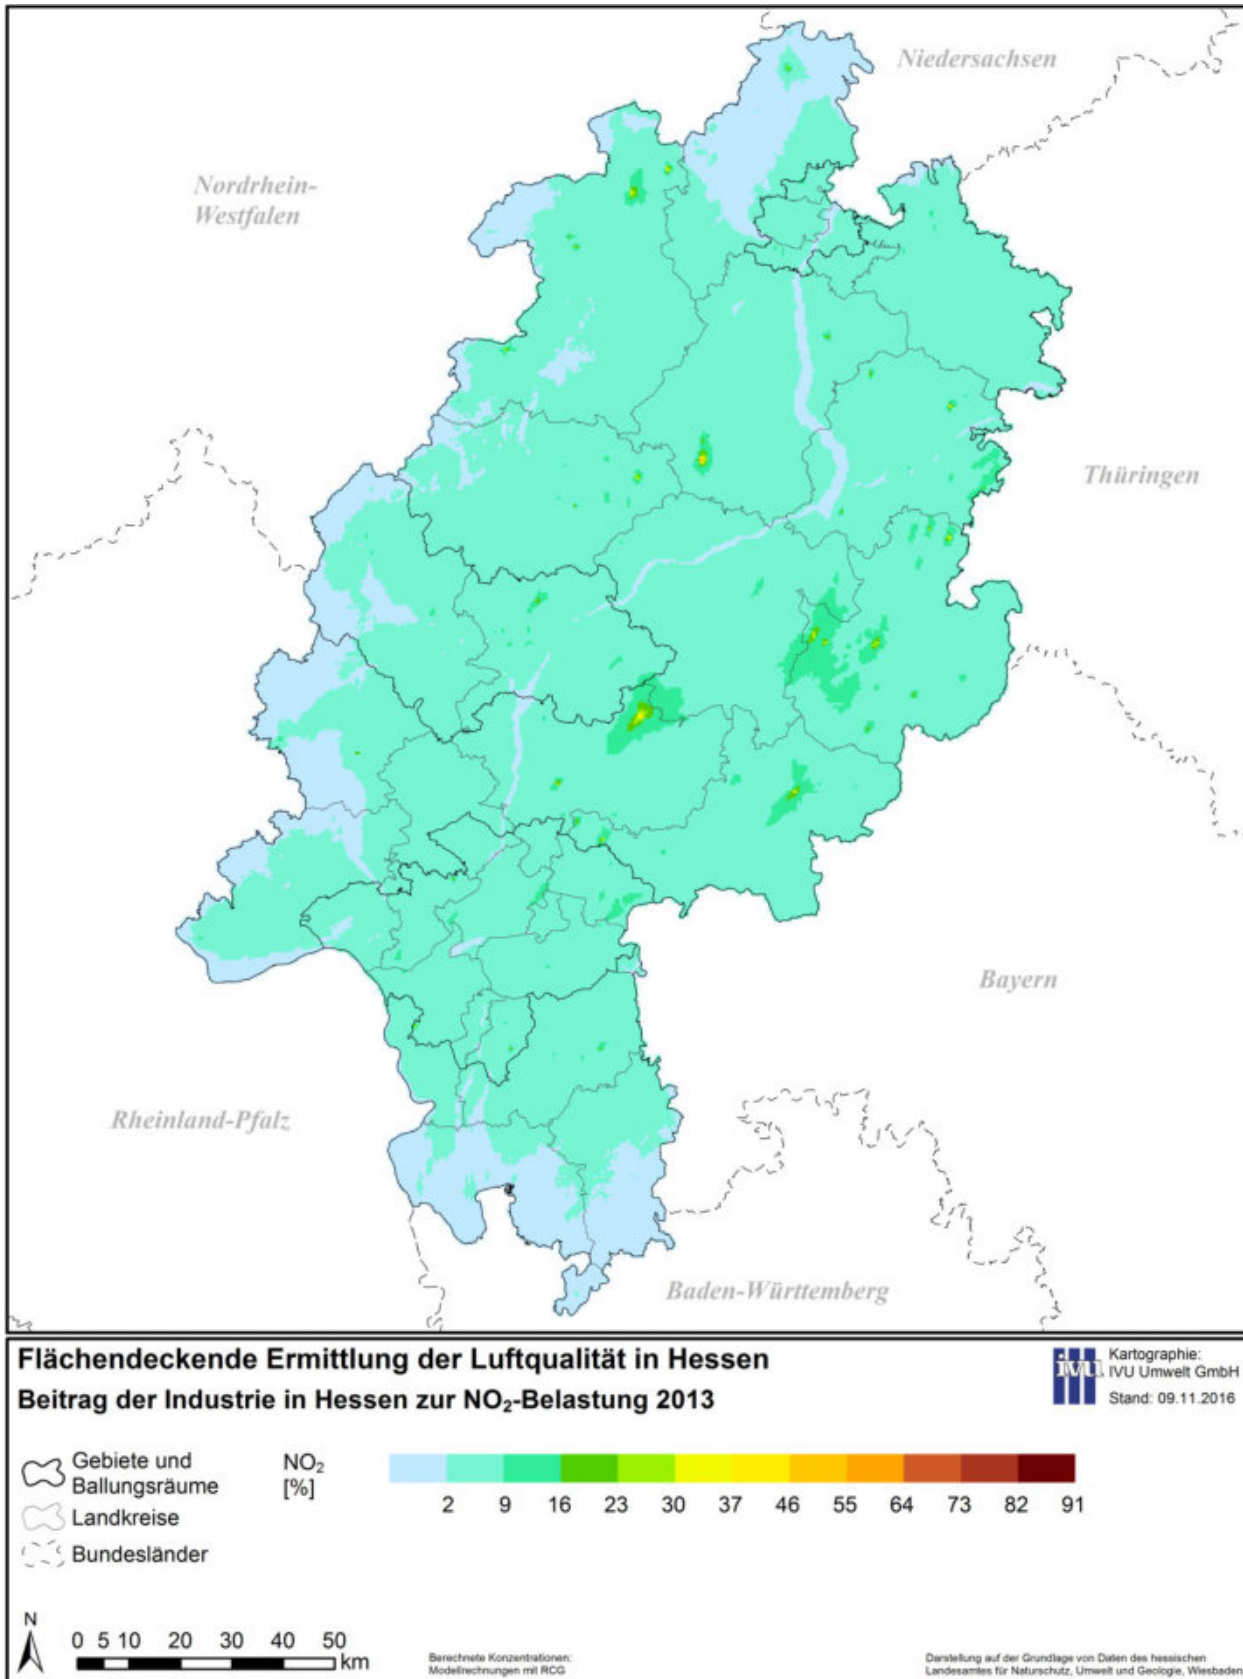 Niedersachsen
Nordrhein-
Westfalen
Thüringen
Bayern
Rheinland-Pfalz
Baden-Württemberg
Flächendeckende Ermittlung der Luftqualität in Hessen
Beitrag der Industrie in Hessen zur NO₂-Belastung 2013
ivu
Kartographie:
IVU Umwelt GmbH
Stand: 09.11.2016
Gebiete und
Ballungsräume
Landkreise
Bundesländer
NO₂
[%]
2 9 16 23 30 37 46 55 64 73 82 91
N
0 5 10 20 30 40 50
km
Berechnete Konzentrationen:
Modellrechnungen mit RCG
Darstellung auf der Grundlage von Daten des hessischen
Landesamtes für Naturschutz, Umwelt und Geologie, Wiesbaden